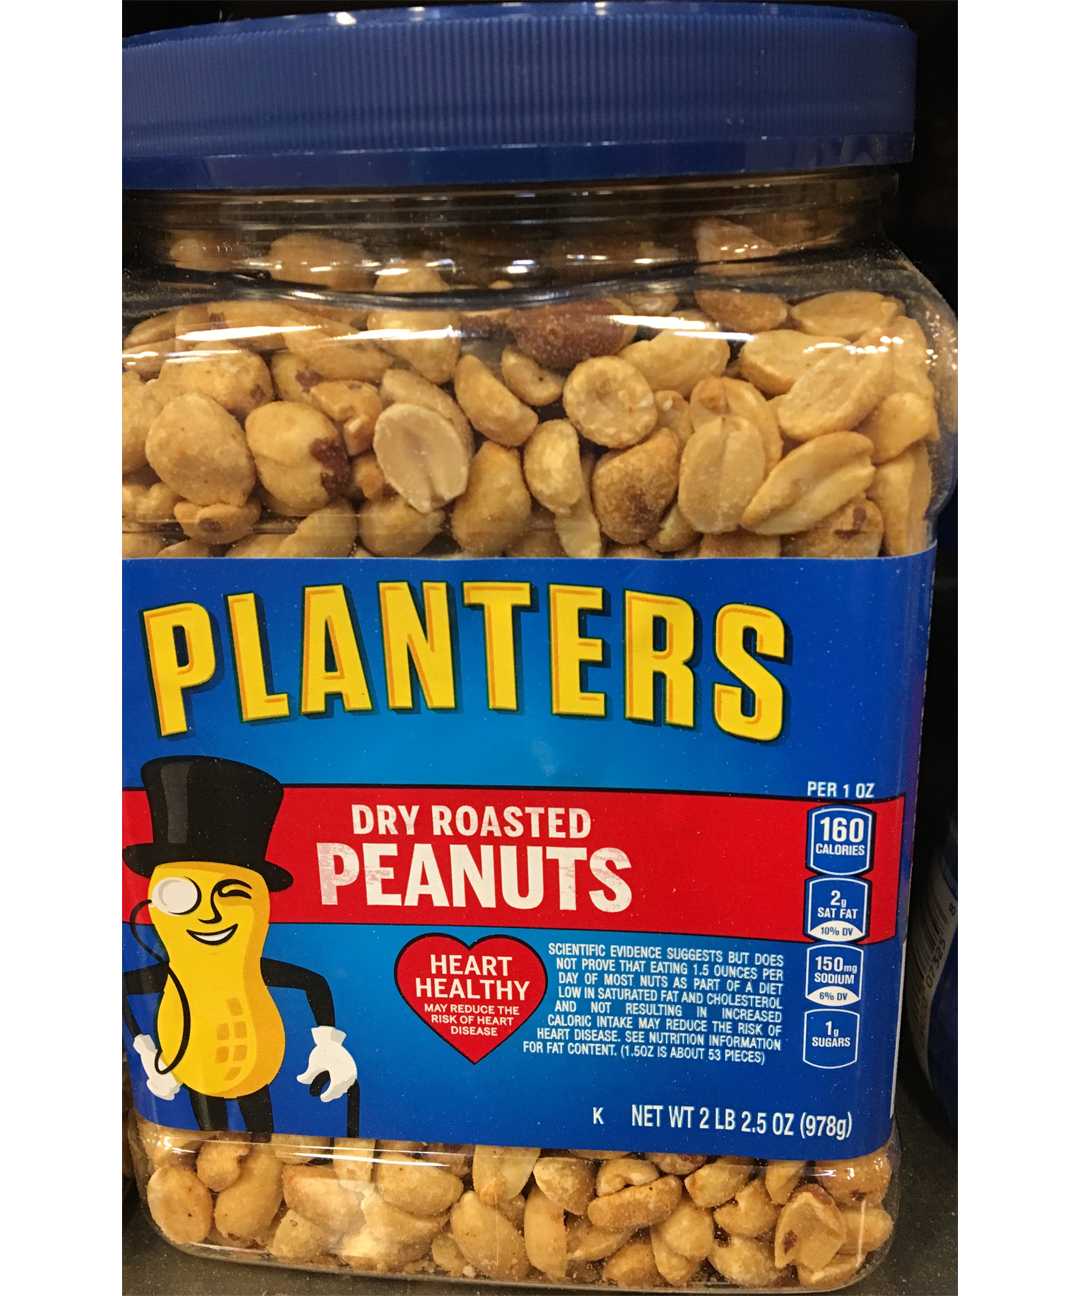 PLANTERS
DRY ROASTED
PEANUTS
HEART
HEALTHY
MAY REDUCE THE
RISK OF HEART
DISEASE
SCIENTIFIC EVIDENCE SUGGESTS BUT DOES
NOT PROVE THAT EATING 1.5 OUNCES PER
DAY OF MOST NUTS AS PART OF A DIET
LOW IN SATURATED FAT AND CHOLESTEROL
AND NOT RESULTING IN INCREASED
CALORIC INTAKE MAY REDUCE THE RISK OF
HEART DISEASE. SEE NUTRITION INFORMATION
FOR FAT CONTENT. (1.5OZ IS ABOUT 53 PIECES)
PER 1 OZ
160
CALORIES
2g
SAT FAT
10% DV
150mg
SODIUM
6% DV
1g
SUGARS
K NET WT 2 LB 2.5 OZ (978g)